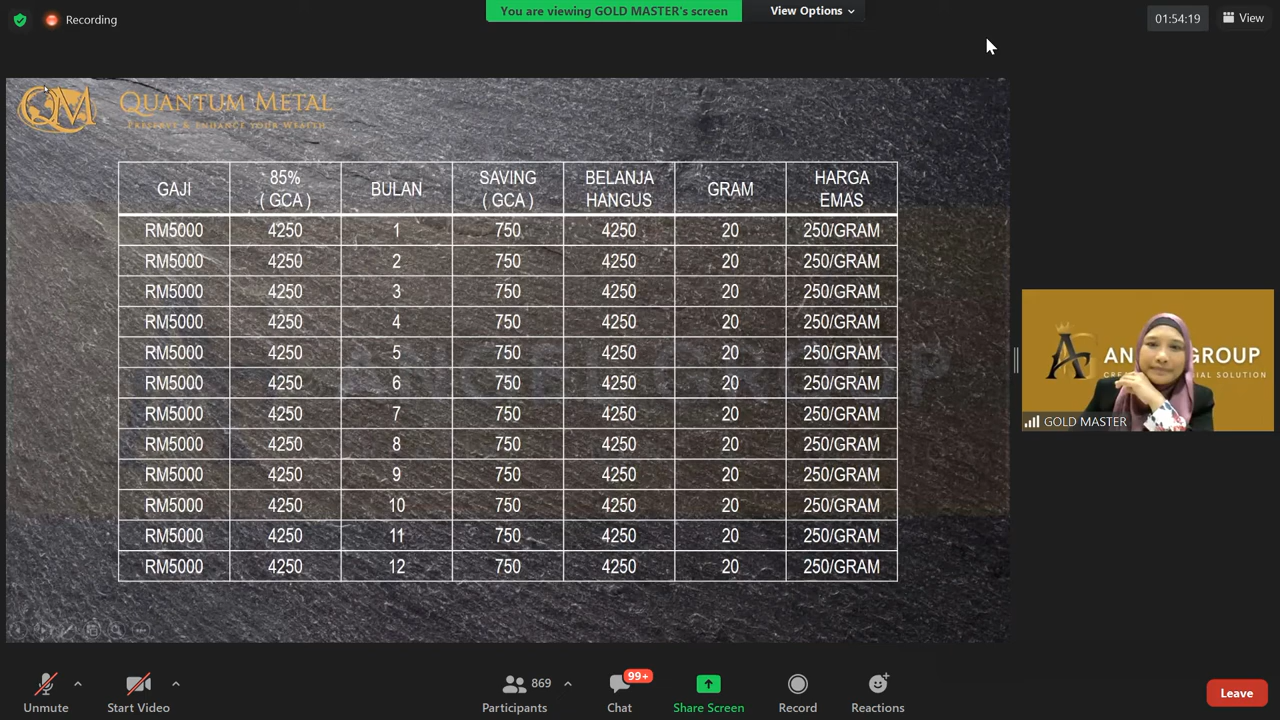 Recording
You are viewing GOLD MASTER's screen
View Options
01:54:19
View
QM QUANTUM METAL
PRESERVE & ENHANCE YOUR WEALTH
GAJI 85% ( GCA ) BULAN SAVING ( GCA ) BELANJA HANGUS GRAM HARGA EMAS
RM5000 4250 1 750 4250 20 250/GRAM
RM5000 4250 2 750 4250 20 250/GRAM
RM5000 4250 3 750 4250 20 250/GRAM
RM5000 4250 4 750 4250 20 250/GRAM
RM5000 4250 5 750 4250 20 250/GRAM
RM5000 4250 6 750 4250 20 250/GRAM
RM5000 4250 7 750 4250 20 250/GRAM
RM5000 4250 8 750 4250 20 250/GRAM
RM5000 4250 9 750 4250 20 250/GRAM
RM5000 4250 10 750 4250 20 250/GRAM
RM5000 4250 11 750 4250 20 250/GRAM
RM5000 4250 12 750 4250 20 250/GRAM
GROUP
SOLUTION
GOLD MASTER
Unmute
Start Video
869
Participants
99+
Chat
Share Screen
Record
Reactions
Leave